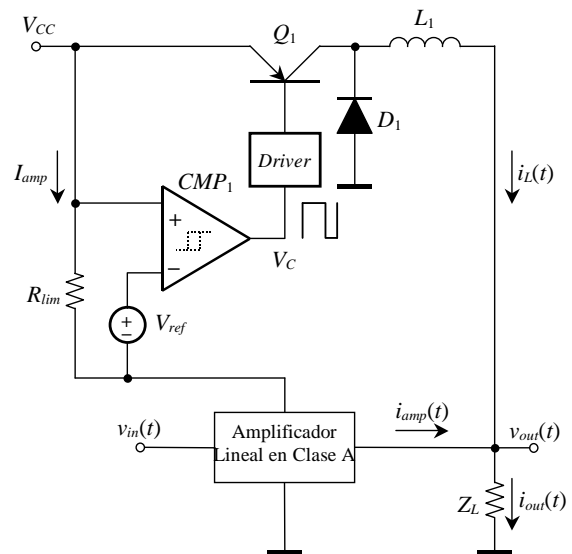 V_CC
Q_1
L_1
D_1
Driver
I_amp
CMP_1
i_L(t)
+
−
V_C
R_lim
+
−
V_ref
i_amp(t)
v_in(t)
Amplificador
Lineal en Clase A
v_out(t)
Z_L
i_out(t)